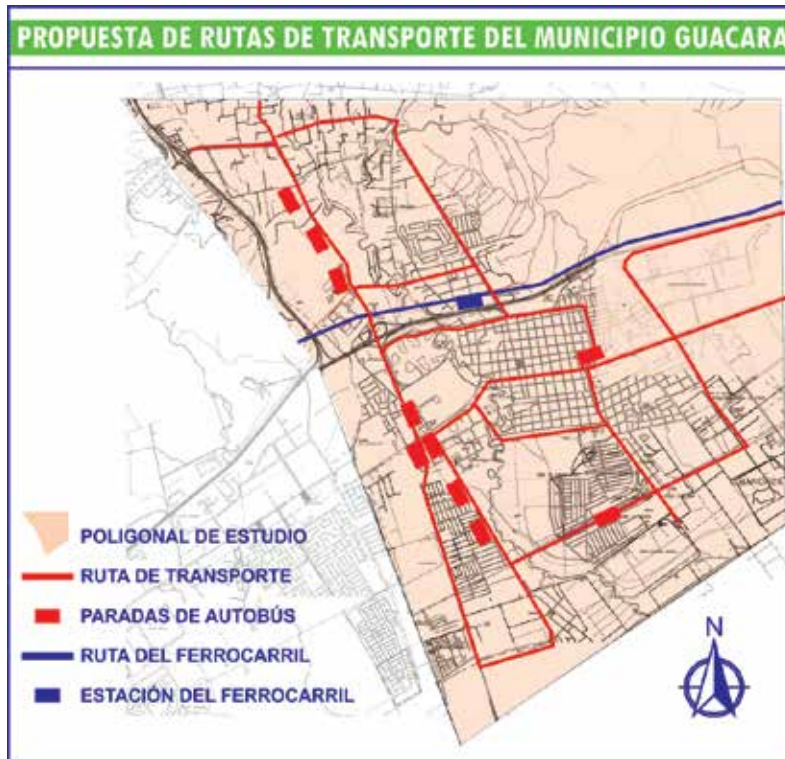 PROPUESTA DE RUTAS DE TRANSPORTE DEL MUNICIPIO GUACARA
POLIGONAL DE ESTUDIO
RUTA DE TRANSPORTE
PARADAS DE AUTOBÚS
RUTA DEL FERROCARRIL
ESTACIÓN DEL FERROCARRIL
N